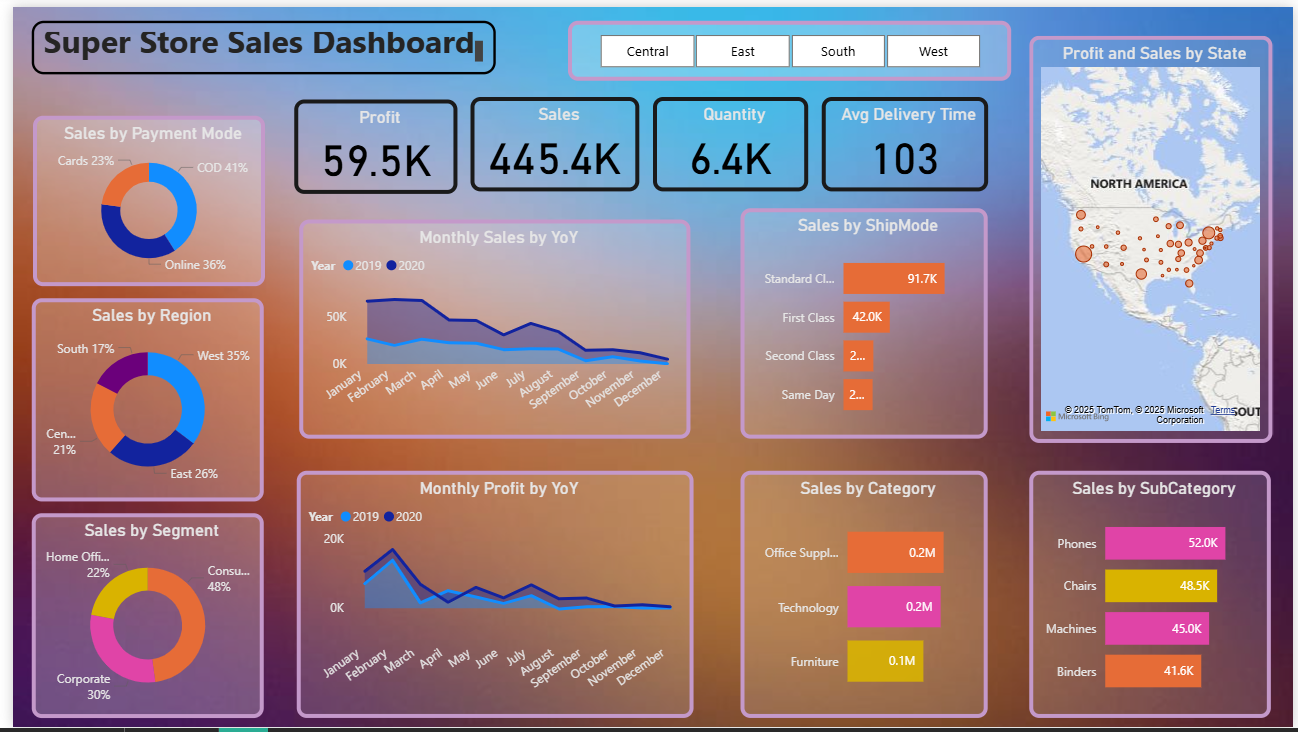 Super Store Sales Dashboard
Central
East
South
West
Profit and Sales by State
NORTH AMERICA
© 2025 TomTom, © 2025 Microsoft Corporation
Terms
SOUT
Microsoft Bing
Profit
59.5K
Sales
445.4K
Quantity
6.4K
Avg Delivery Time
103
Sales by Payment Mode
Cards 23%
COD 41%
Online 36%
Sales by Region
South 17%
West 35%
Cen...
21%
East 26%
Sales by Segment
Home Offi...
22%
Consu...
48%
Corporate
30%
Monthly Sales by YoY
Year 2019 2020
50K
0K
January
February
March
April
May
June
July
August
September
October
November
December
Monthly Profit by YoY
Year 2019 2020
20K
0K
January
February
March
April
May
June
July
August
September
October
November
December
Sales by ShipMode
Standard Cl... 91.7K
First Class 42.0K
Second Class 2...
Same Day 2...
Sales by Category
Office Suppl... 0.2M
Technology 0.2M
Furniture 0.1M
Sales by SubCategory
Phones 52.0K
Chairs 48.5K
Machines 45.0K
Binders 41.6K